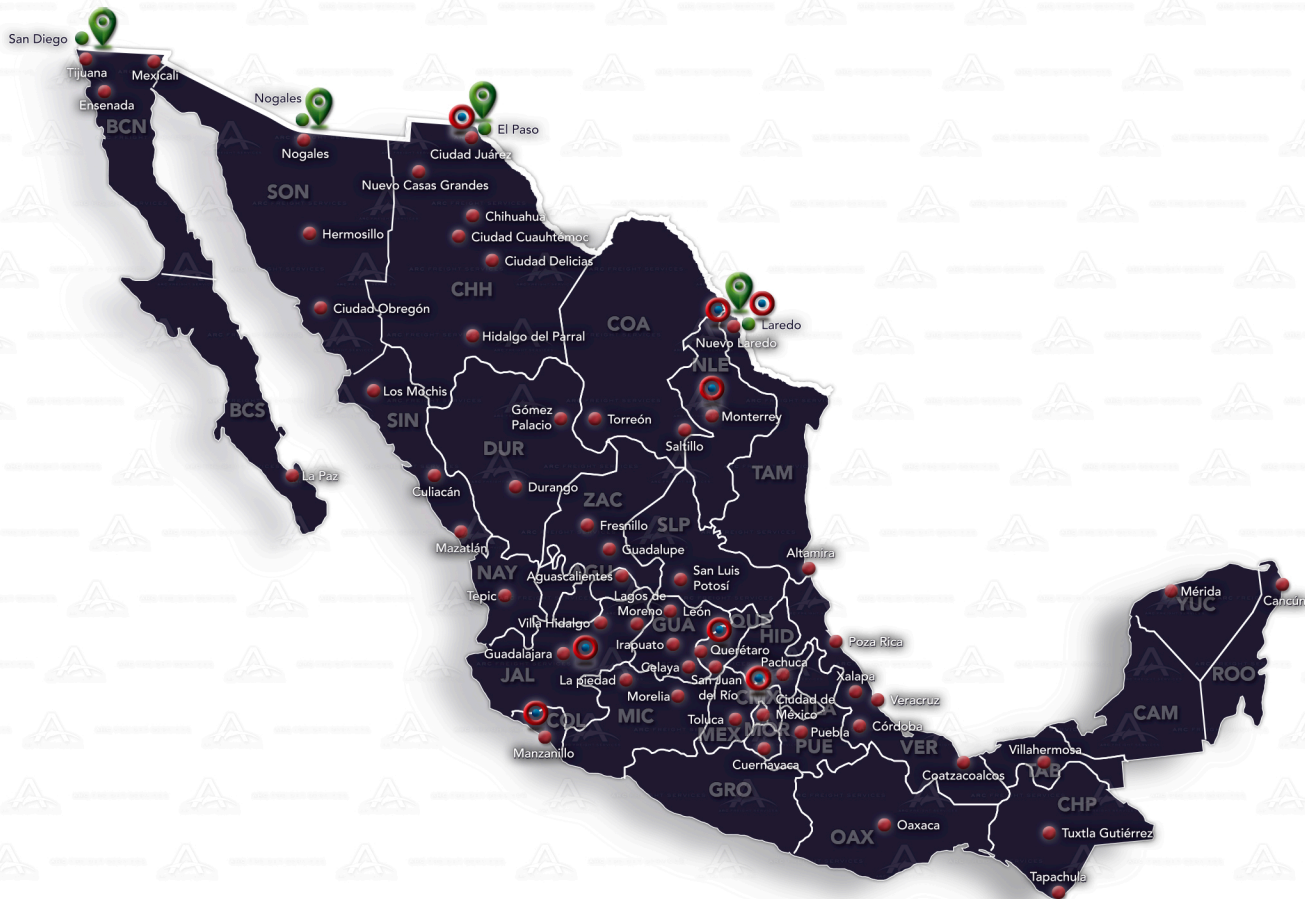 San Diego
Tijuana
Mexicali
Ensenada
BCN
Nogales
Nogales
El Paso
Ciudad Juárez
Nuevo Casas Grandes
SON
Chihuahua
Hermosillo
Ciudad Cuauhtémoc
Ciudad Delicias
CHH
Ciudad Obregón
COA
Laredo
Hidalgo del Parral
Nuevo Laredo
NLE
Los Mochis
BCS
SIN
Gómez
Palacio
Torreón
Monterrey
Saltillo
DUR
TAM
La Paz
Culiacán
Durango
ZAC
Fresnillo
SLP
Mazatlán
Guadalupe
Altamira
NAY
Aguascalientes
San Luis
Potosí
Tepic
Lagos de
Moreno
León
Mérida
YUC
Cancún
Villa Hidalgo
GUA
QUE
HID
Guadalajara
Irapuato
Querétaro
Poza Rica
Celaya
Pachuca
JAL
La piedad
San Juan
del Río
Xalapa
ROO
Morelia
Ciudad de
México
Veracruz
COL
MIC
Toluca
MEX
MOR
Puebla
PUE
Córdoba
CAM
Manzanillo
Cuernavaca
VER
Villahermosa
Coatzacoalcos
TAB
GRO
CHP
OAX
Oaxaca
Tuxtla Gutiérrez
Tapachula